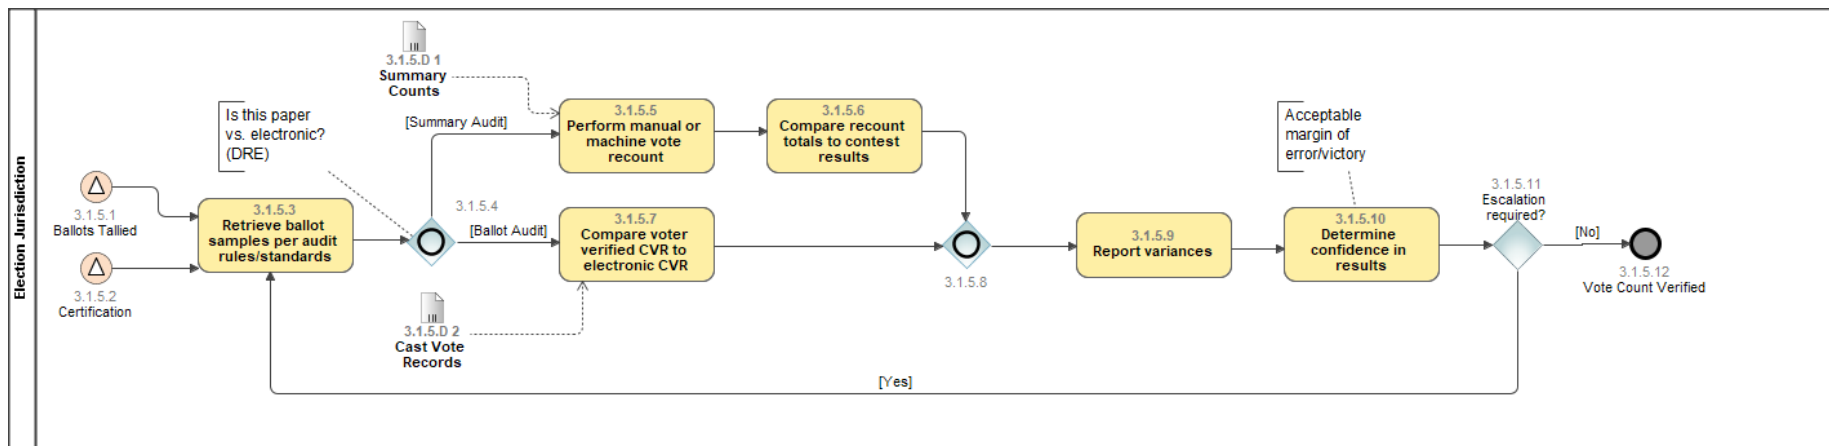 Election Jurisdiction
3.1.5.1
Ballots Tallied
3.1.5.2
Certification
3.1.5.3
Retrieve ballot
samples per audit
rules/standards
Is this paper
vs. electronic?
(DRE)
3.1.5.4
[Summary Audit]
[Ballot Audit]
3.1.5.D 1
Summary
Counts
3.1.5.5
Perform manual or
machine vote
recount
3.1.5.6
Compare recount
totals to contest
results
3.1.5.7
Compare voter
verified CVR to
electronic CVR
3.1.5.D 2
Cast Vote
Records
3.1.5.8
3.1.5.9
Report variances
Acceptable
margin of
error/victory
3.1.5.10
Determine
confidence in
results
3.1.5.11
Escalation
required?
[No]
3.1.5.12
Vote Count Verified
[Yes]